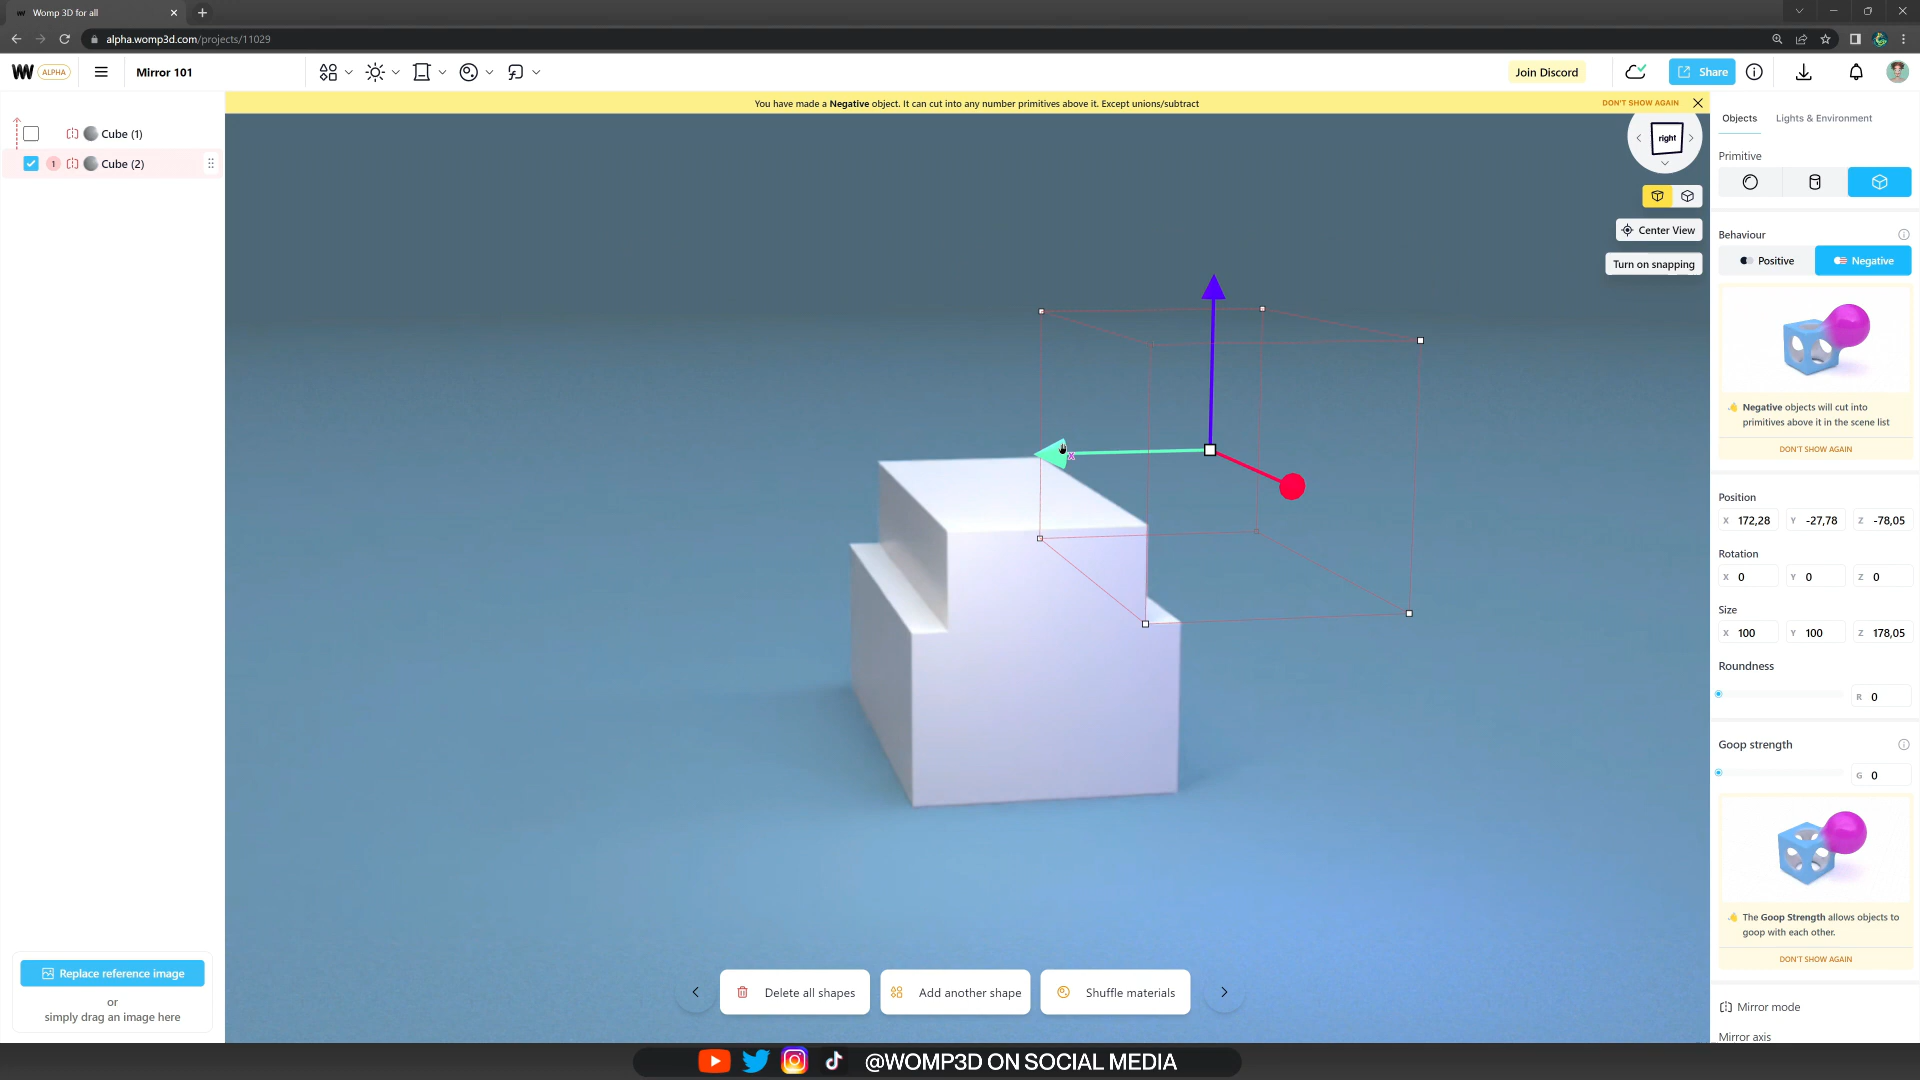 Womp 3D for all
alpha.womp3d.com/projects/11029
ALPHA
Mirror 101
Join Discord
Share
You have made a Negative object. It can cut into any number primitives above it. Except unions/subtract
DON'T SHOW AGAIN
Cube (1)
1
Cube (2)
right
Center View
Turn on snapping
x
Objects
Lights & Environment
Primitive
Behaviour
Positive
Negative
Negative objects will cut into
primitives above it in the scene list
DON'T SHOW AGAIN
Position
X 172,28 Y -27,78 Z -78,05
Rotation
X 0 Y 0 Z 0
Size
X 100 Y 100 Z 178,05
Roundness
R 0
Goop strength
G 0
The Goop Strength allows objects to
goop with each other.
DON'T SHOW AGAIN
Mirror mode
Mirror axis
Replace reference image
or
simply drag an image here
Delete all shapes
Add another shape
Shuffle materials
@WOMP3D ON SOCIAL MEDIA